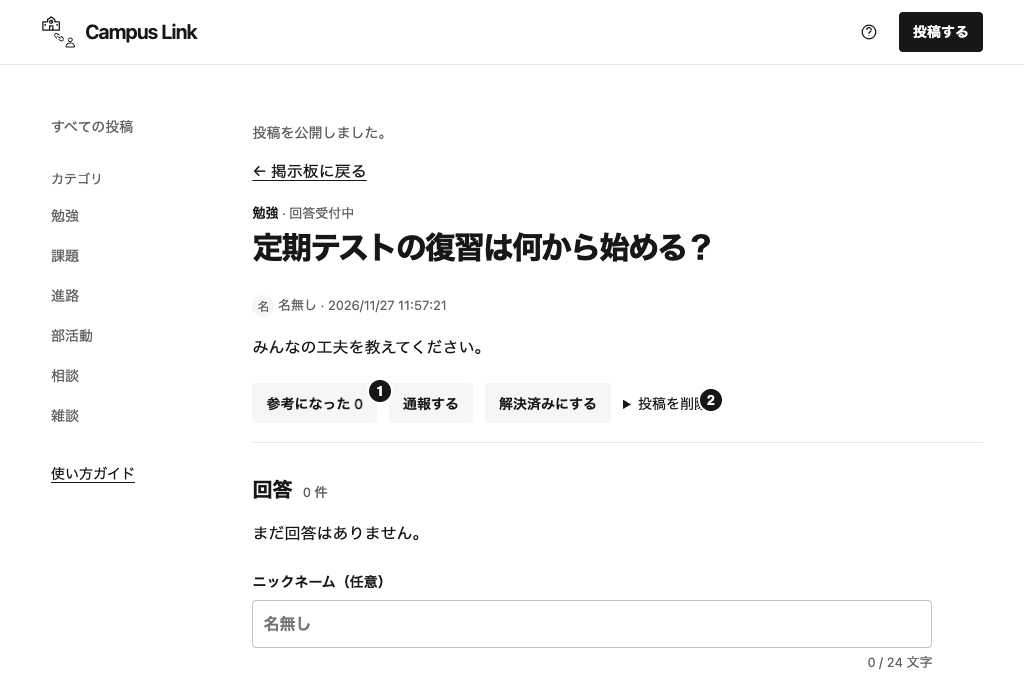 Campus Link
投稿する
すべての投稿
カテゴリ
勉強
課題
進路
部活動
相談
雑談
使い方ガイド
投稿を公開しました。
← 掲示板に戻る
勉強 · 回答受付中
定期テストの復習は何から始める？
名 名無し · 2026/11/27 11:57:21
みんなの工夫を教えてください。
参考になった 0 1 通報する 解決済みにする ▶ 投稿を削 2
回答 0 件
まだ回答はありません。
ニックネーム（任意）
名無し
0 / 24 文字